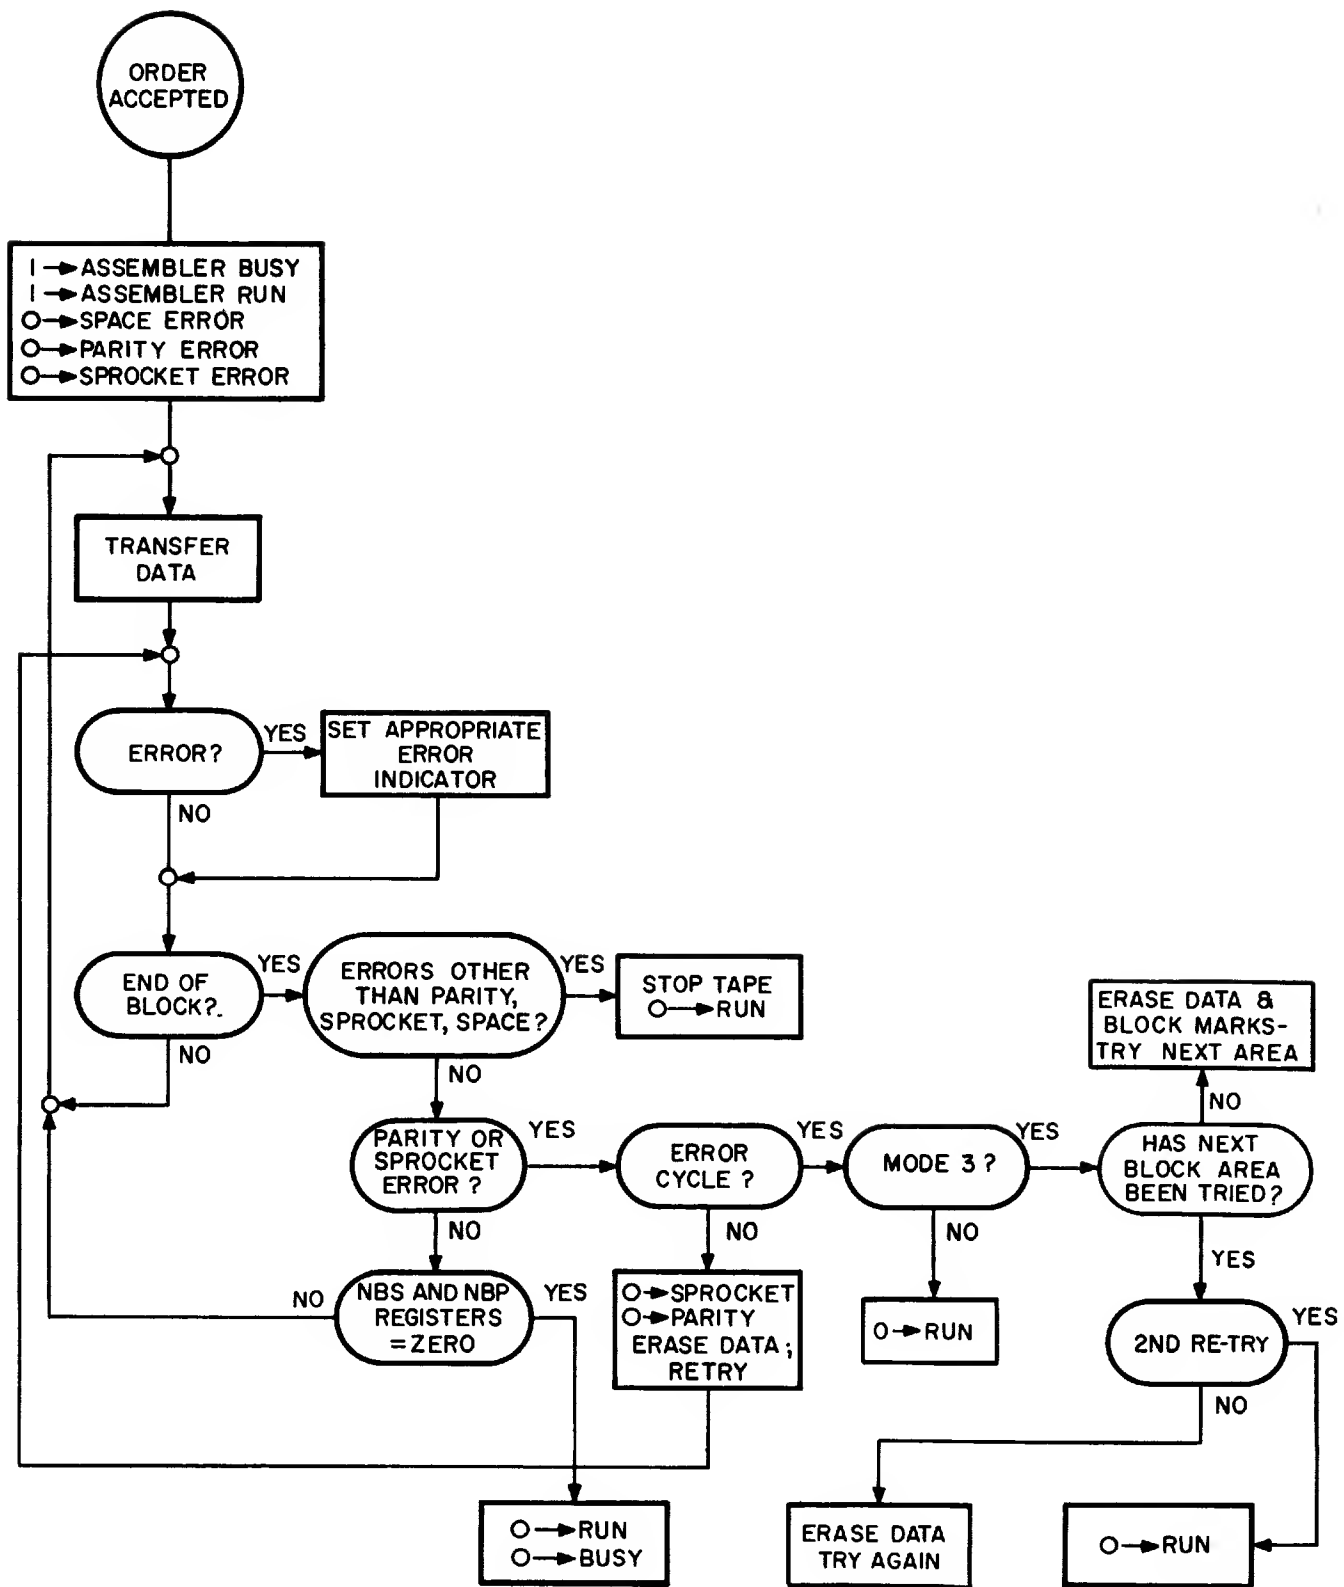 ORDER
ACCEPTED
I→ASSEMBLER BUSY
I→ASSEMBLER RUN
O→SPACE ERROR
O→PARITY ERROR
O→SPROCKET ERROR
TRANSFER
DATA
ERROR?
YES
NO
SET APPROPRIATE
ERROR
INDICATOR
END OF
BLOCK?
YES
NO
ERRORS OTHER
THAN PARITY,
SPROCKET, SPACE?
YES
NO
STOP TAPE
O→RUN
ERASE DATA &
BLOCK MARKS-
TRY NEXT AREA
NO
PARITY OR
SPROCKET
ERROR?
YES
NO
ERROR
CYCLE?
YES
NO
MODE 3?
YES
NO
HAS NEXT
BLOCK AREA
BEEN TRIED?
YES
NBS AND NBP
REGISTERS
=ZERO
NO
YES
O→SPROCKET
O→PARITY
ERASE DATA;
RETRY
O→RUN
2ND RE-TRY
YES
NO
O→RUN
O→BUSY
ERASE DATA
TRY AGAIN
O→RUN